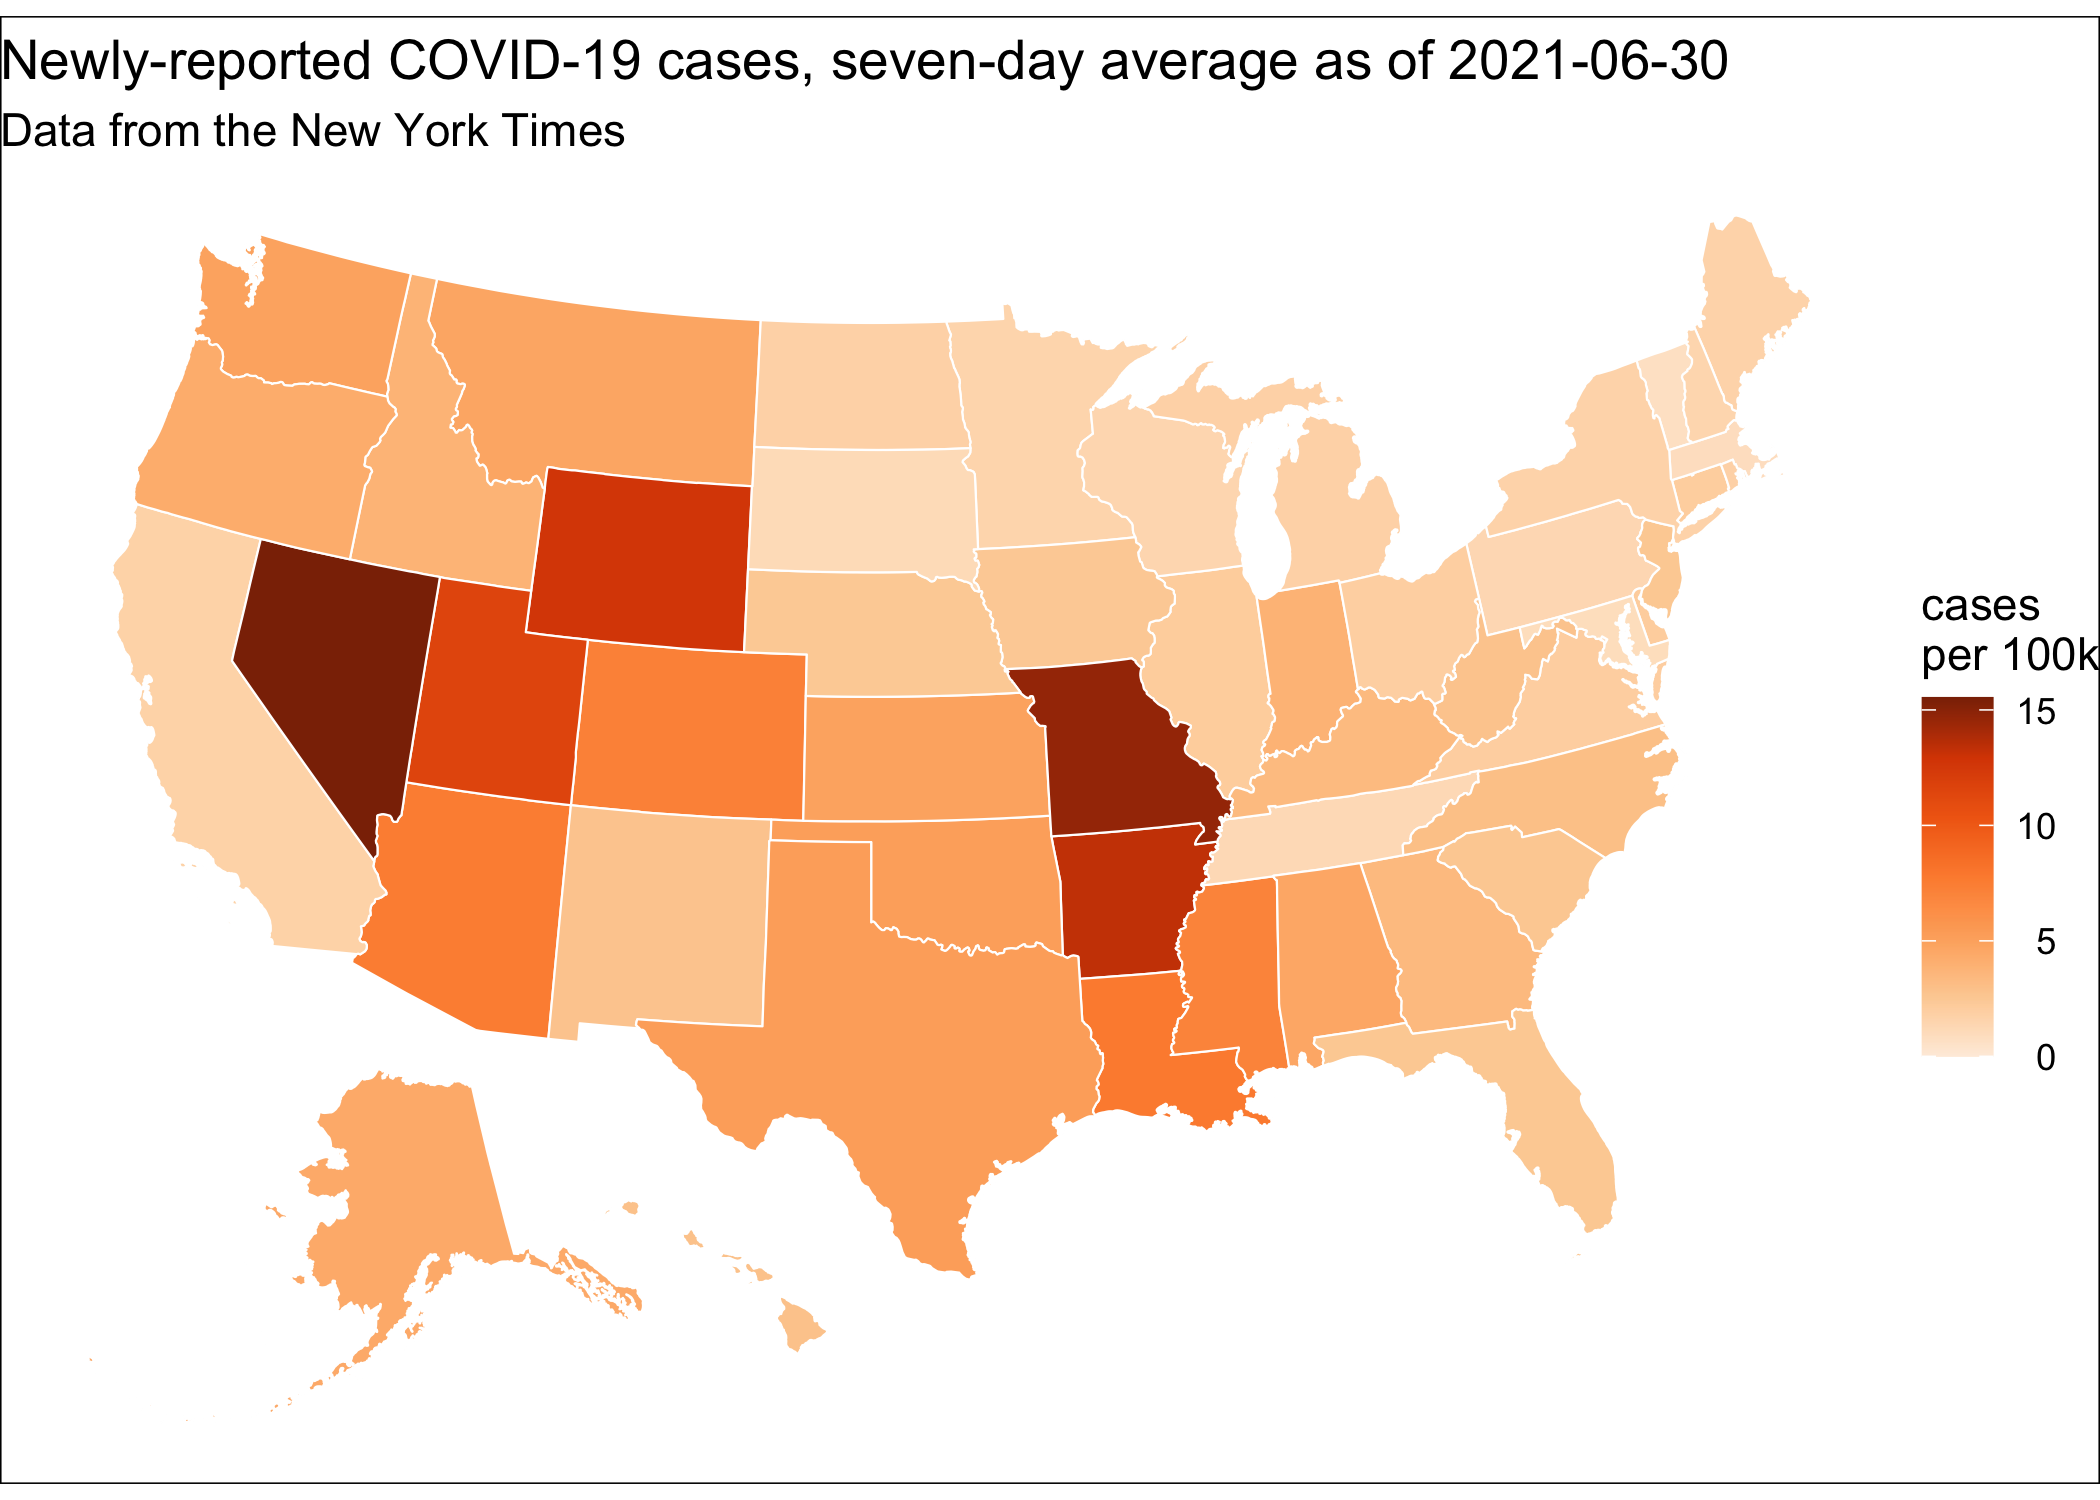 Newly-reported COVID-19 cases, seven-day average as of 2021-06-30
Data from the New York Times
cases
per 100k
15
10
5
0